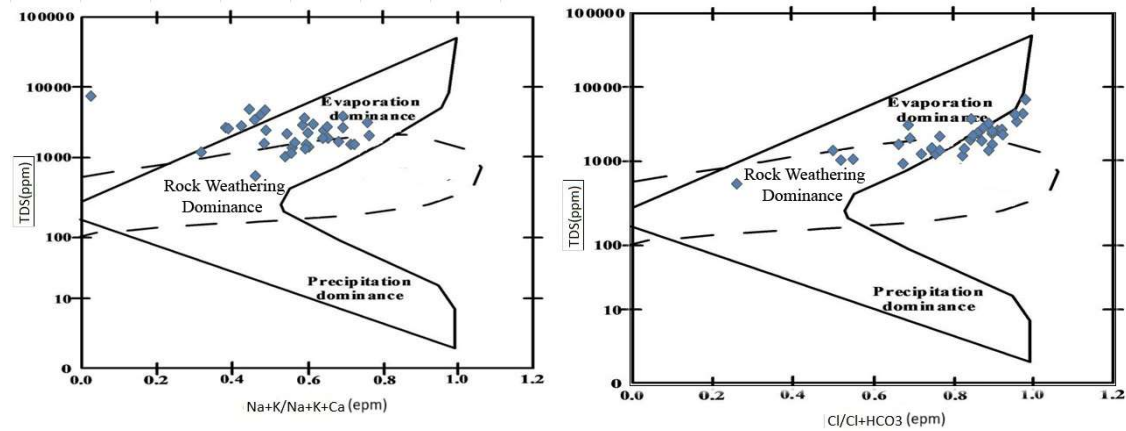 100000
10000
1000
100
10
0
TDS(ppm)
Evaporation
dominance
Rock Weathering
Dominance
Precipitation
dominance
0.0 0.2 0.4 0.6 0.8 1.0 1.2
Na+K/Na+K+Ca (epm)
100000
10000
1000
100
10
0
TDS(ppm)
Evaporation
dominance
Rock Weathering
Dominance
Precipitation
dominance
0.0 0.2 0.4 0.6 0.8 1.0 1.2
Cl/Cl+HCO3 (epm)